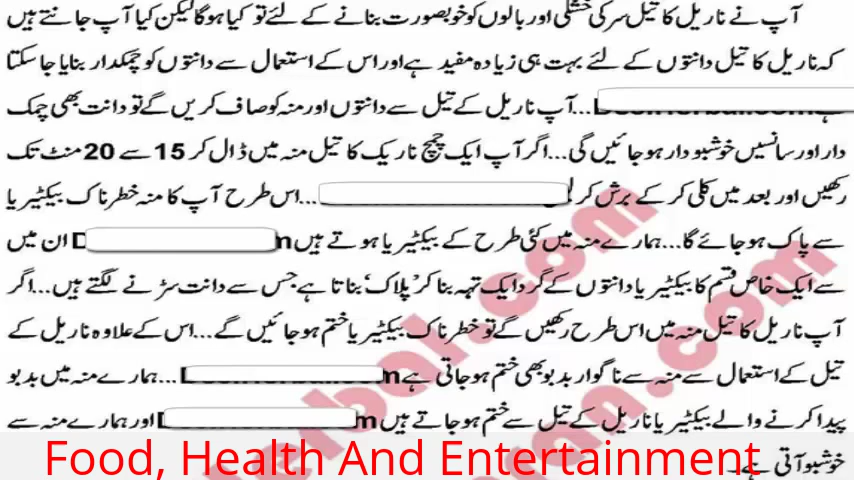 آپ نے ناریل کا تیل سر کی خشکی اور بالوں کو خوبصورت بنانے کے لئے تو کیا ہوگا لیکن کیا آپ جانتے ہیں
کہ ناریل کا تیل دانتوں کے لئے بہت ہی زیادہ مفید ہے اور اس کے استعمال سے دانتوں کو چمکدار بنایا جا سکتا
ہے...آپ ناریل کے تیل سے دانتوں اور منہ کو صاف کریں گے تو دانت بھی چمک
دار اور سانسیں خوشبو دار ہو جائیں گی...اگر آپ ایک چمچ ناریک کا تیل منہ میں ڈال کر 15 سے 20 منٹ تک
رکھیں اور بعد میں کلی کر کے برش کر ...اس طرح آپ کا منہ خطرناک بیکٹیریا
سے پاک ہو جائے گا...ہمارے منہ میں کئی طرح کے بیکٹیریا ہوتے ہیں ان میں
سے ایک خاص قسم کا بیکٹیریا دانتوں کے گرد ایک تہہ بنا کر 'پلاک' بناتا ہے جس سے دانت سڑنے لگتے ہیں...اگر
آپ ناریل کا تیل منہ میں اس طرح رکھیں گے تو خطرناک بیکٹیریا ختم ہو جائیں گے...اس کے علاوہ ناریل کے
تیل کے استعمال سے منہ سے ناگوار بدبو بھی ختم ہو جاتی ہے ...ہمارے منہ میں بدبو
پیدا کرنے والے بیکٹیریا ناریل کے تیل سے ختم ہو جاتے ہیں اور ہمارے منہ سے
خوشبو آتی ہے
Food, Health And Entertainment